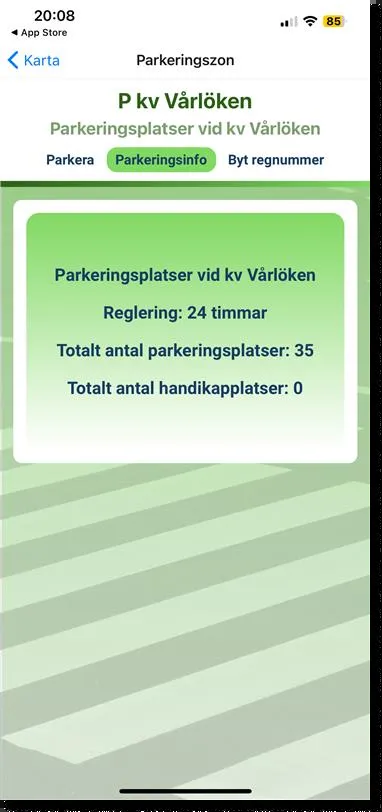 20:08
85
◀ App Store
Karta
Parkeringszon
P kv Vårlöken
Parkeringsplatser vid kv Vårlöken
Parkera
Parkeringsinfo
Byt regnummer
Parkeringsplatser vid kv Vårlöken
Reglering: 24 timmar
Totalt antal parkeringsplatser: 35
Totalt antal handikapplatser: 0